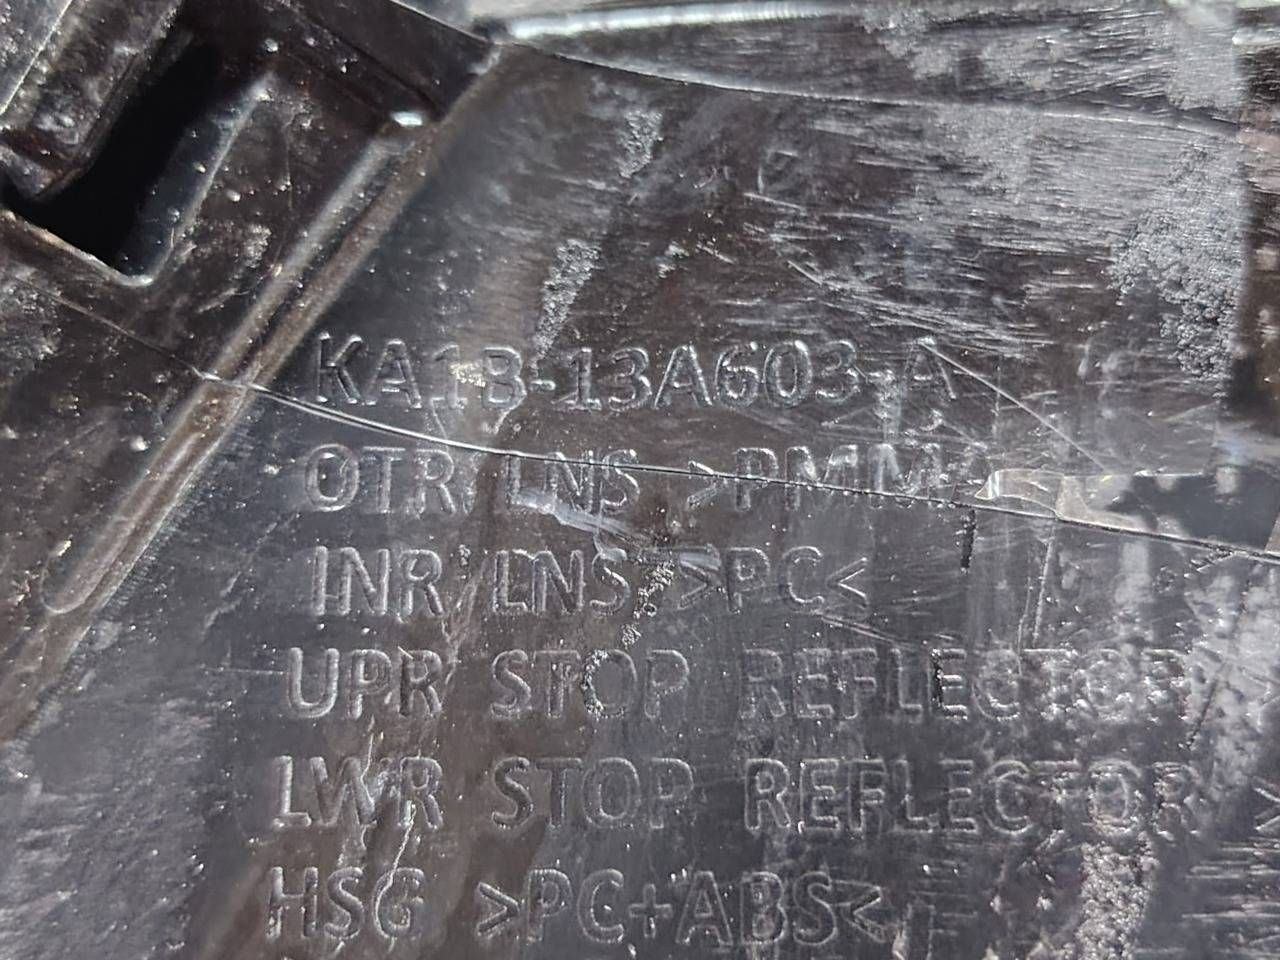 KA1B-13A603-A
OTR LNS >PMMA
INR LNS >PC<
UPR STOP REFLECTOR >
LWR STOP REFLECTOR >
HSG >PC+ABS<